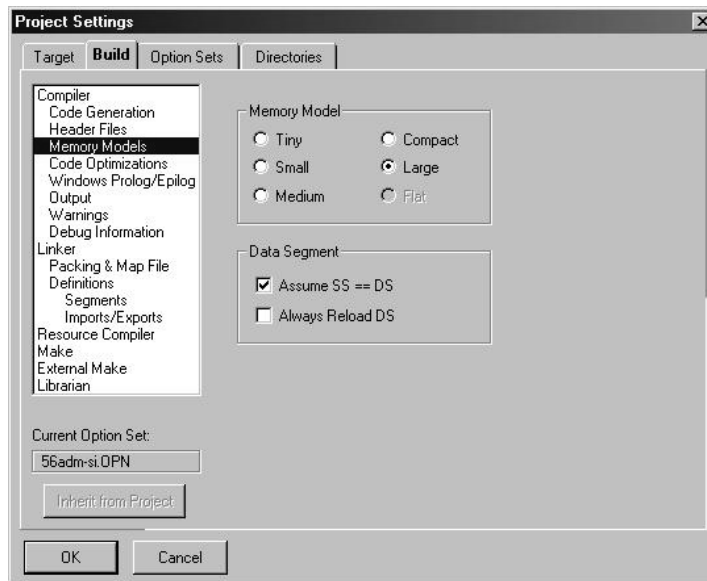 Project Settings
Target Build Option Sets Directories
Compiler
Code Generation
Header Files
Memory Models
Code Optimizations
Windows Prolog/Epilog
Output
Warnings
Debug Information
Linker
Packing & Map File
Definitions
Segments
Imports/Exports
Resource Compiler
Make
External Make
Librarian
Memory Model
Tiny Compact
Small Large
Medium Flat
Data Segment
Assume SS == DS
Always Reload DS
Current Option Set:
56adm-si.OPN
Inherit from Project
OK Cancel